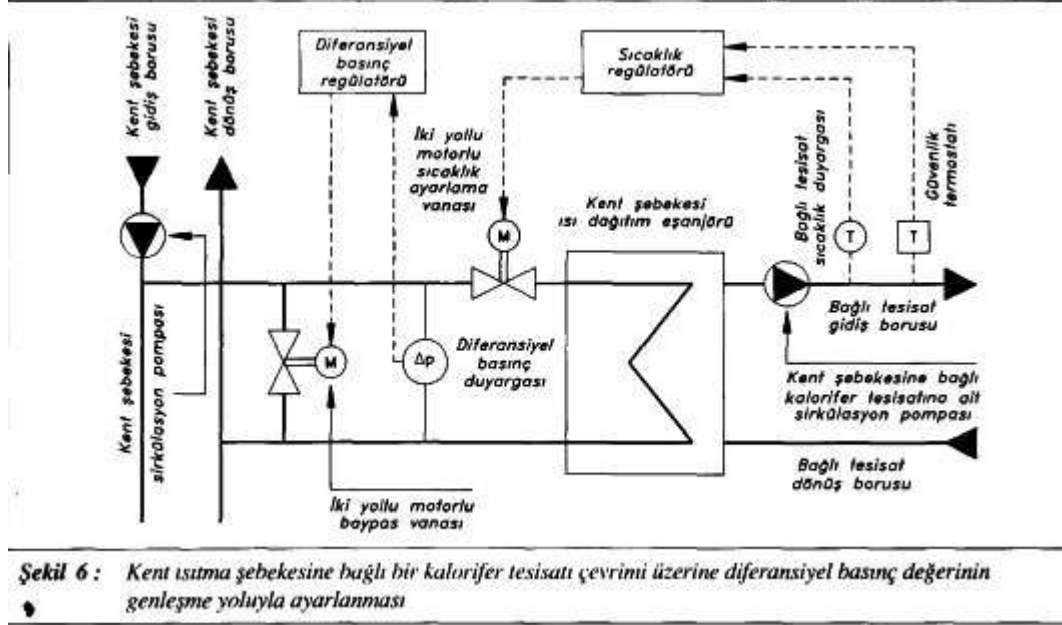 Kent şebekesi
gidiş borusu
Kent şebekesi
dönüş borusu
Diferansiyel
basınç
regülatörü
Sıcaklık
regülatörü
İki yollu
motorlu
sıcaklık
ayarlama
vanası
Kent şebekesi
ısı dağıtım eşanjörü
Bağlı tesisat
sıcaklık duyargası
Güvenlik
termostatı
M
T
T
Bağlı tesisat
gidiş borusu
Kent şebekesi
sirkülasyon pompası
M
Δp
Diferansiyel
basınç
duyargası
Kent şebekesine bağlı
kalorifer tesisatına ait
sirkülasyon pompası
Bağlı tesisat
dönüş borusu
İki yollu motorlu
baypas vanası
Şekil 6 : Kent ısıtma şebekesine bağlı bir kalorifer tesisatı çevrimi üzerine diferansiyel basınç değerinin
genleşme yoluyla ayarlanması